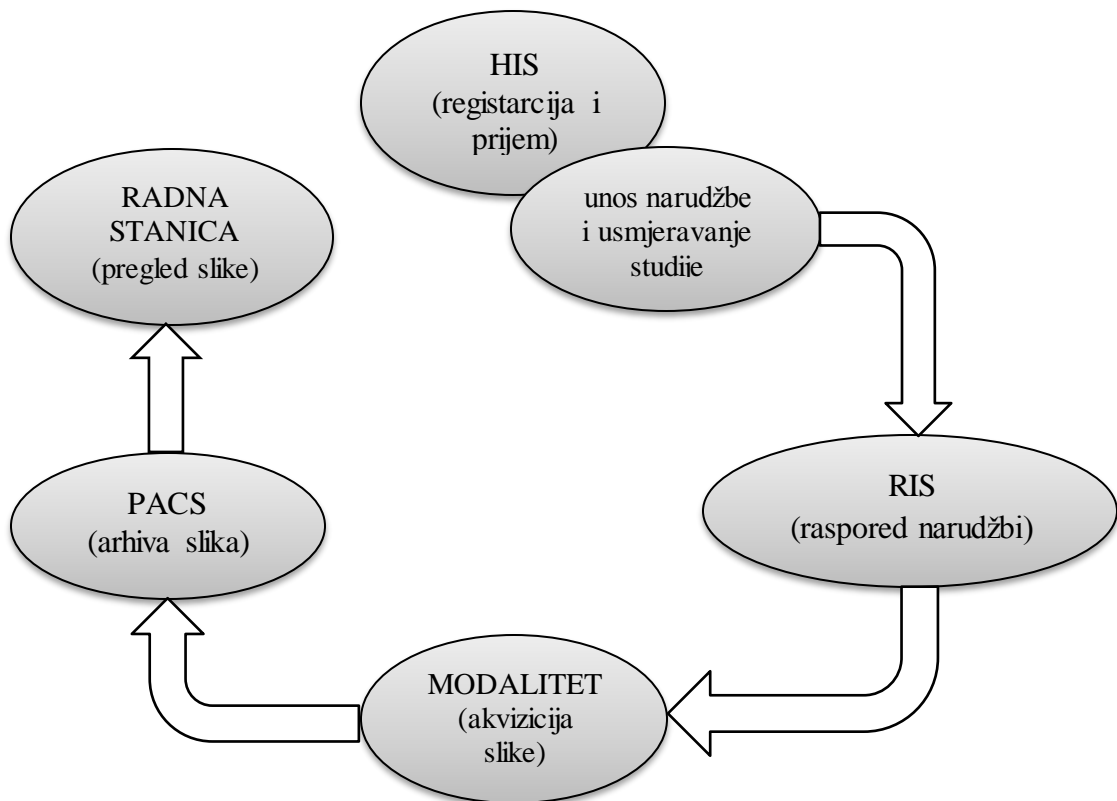 HIS
(registarcija i
prijem)
unos narudžbe
i usmjeravanje
studije
RIS
(raspored narudžbi)
MODALITET
(akvizicija
slike)
PACS
(arhiva slika)
RADNA
STANICA
(pregled slike)